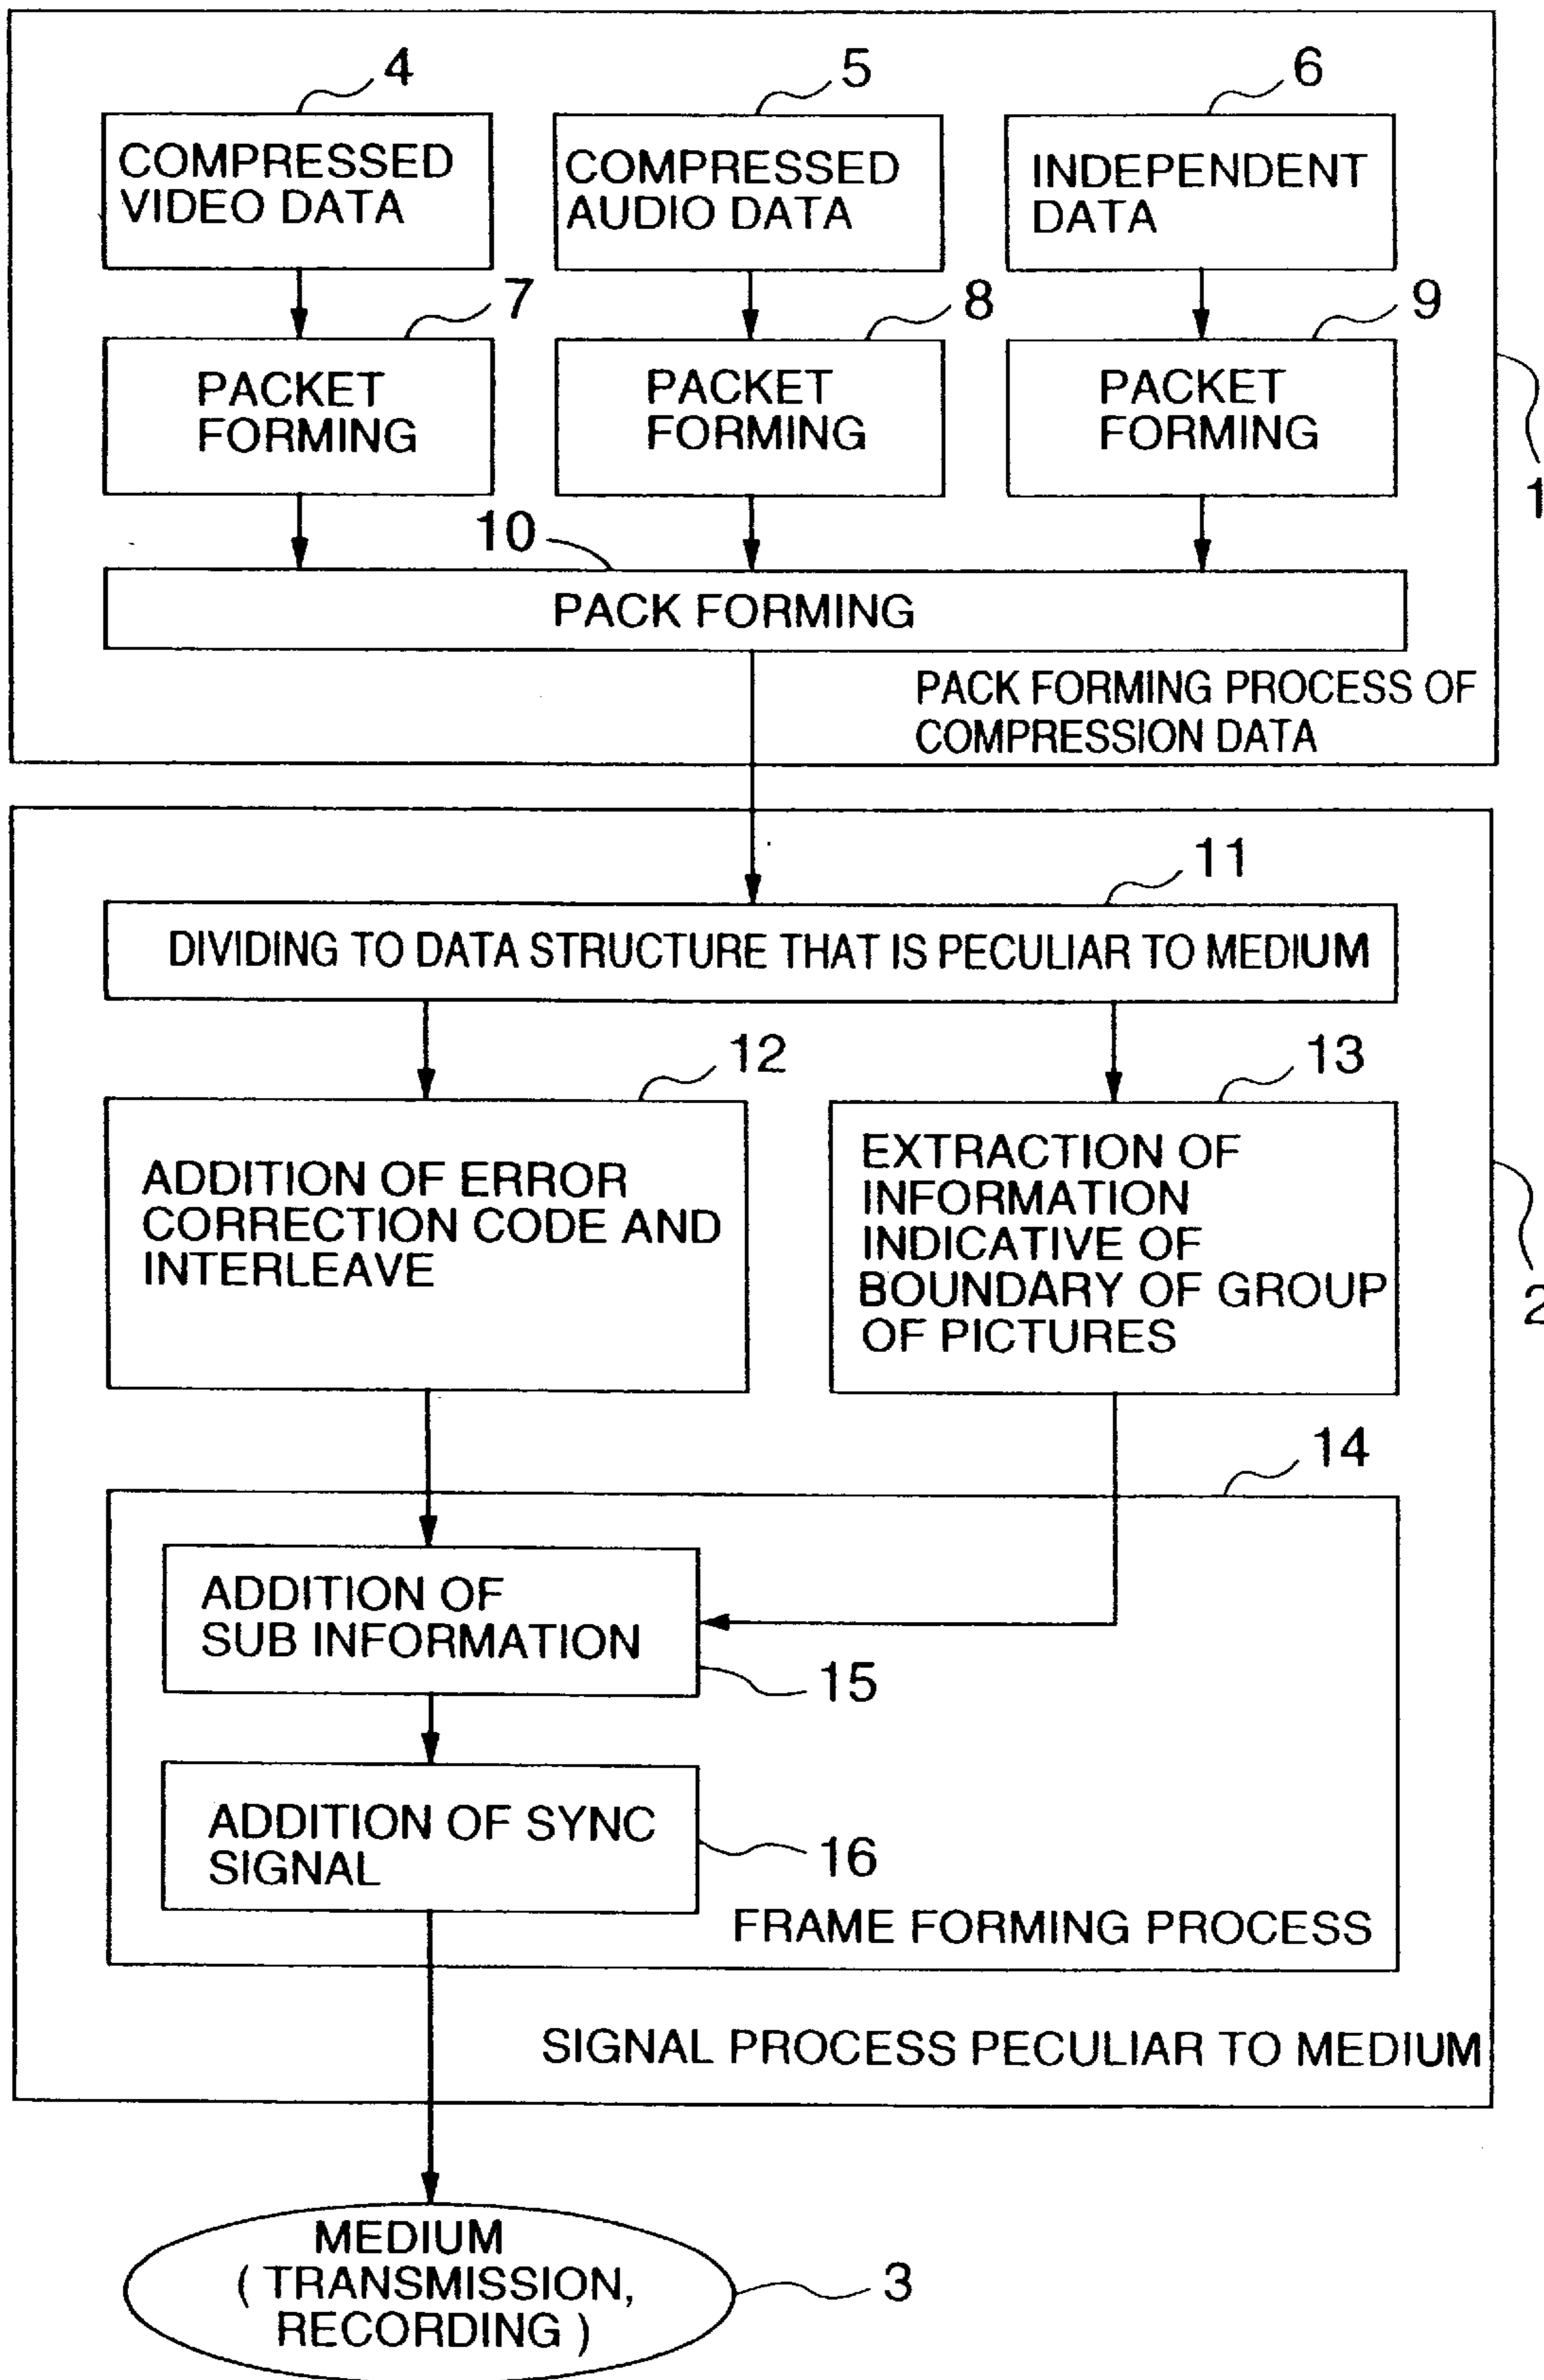 4
5
6
COMPRESSED
VIDEO DATA
COMPRESSED
AUDIO DATA
INDEPENDENT
DATA
7
8
9
PACKET
FORMING
PACKET
FORMING
PACKET
FORMING
1
10
PACK FORMING
PACK FORMING PROCESS OF
COMPRESSION DATA
11
DIVIDING TO DATA STRUCTURE THAT IS PECULIAR TO MEDIUM
12
13
ADDITION OF ERROR
CORRECTION CODE AND
INTERLEAVE
EXTRACTION OF
INFORMATION
INDICATIVE OF
BOUNDARY OF GROUP
OF PICTURES
2
14
ADDITION OF
SUB INFORMATION
15
ADDITION OF SYNC
SIGNAL
16
FRAME FORMING PROCESS
SIGNAL PROCESS PECULIAR TO MEDIUM
MEDIUM
( TRANSMISSION,
RECORDING )
3